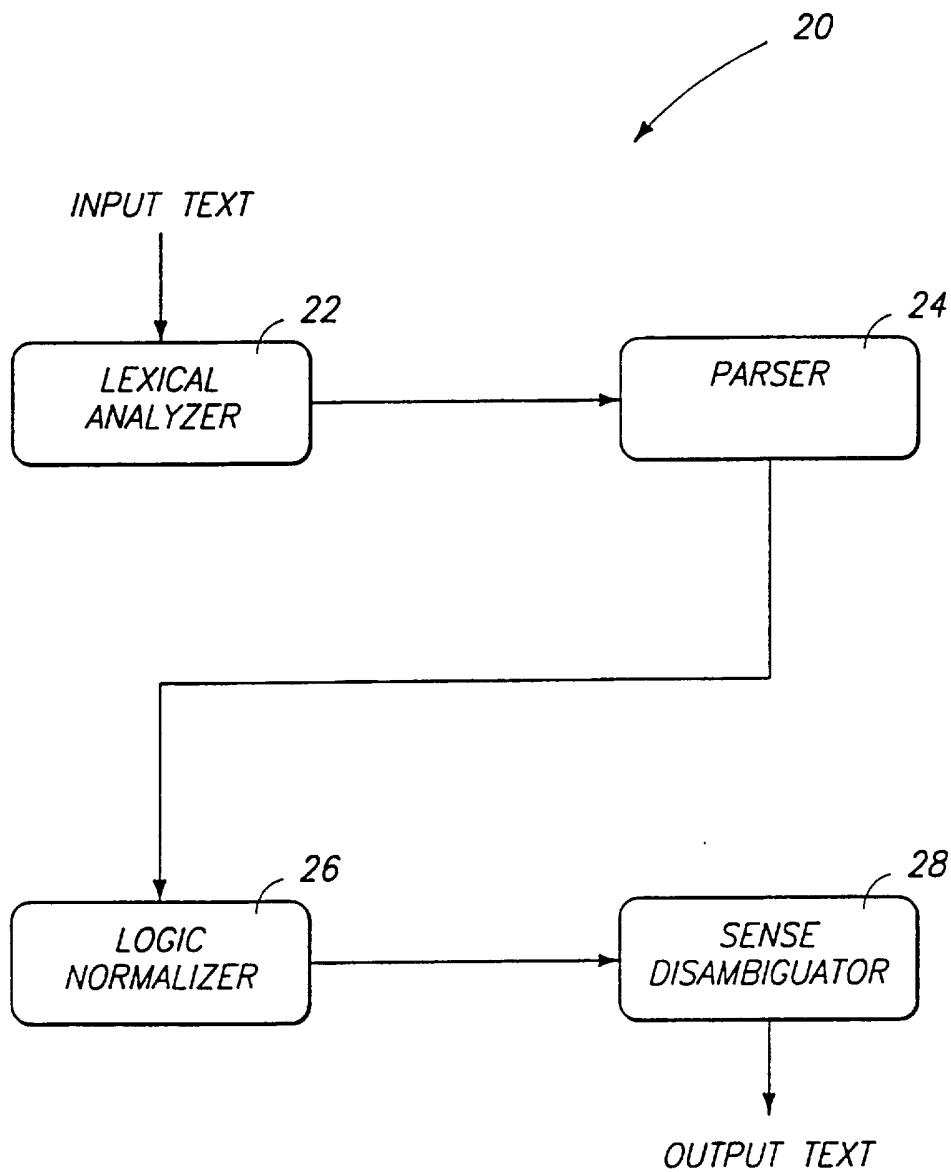 20
INPUT TEXT
22
LEXICAL
ANALYZER
24
PARSER
26
LOGIC
NORMALIZER
28
SENSE
DISAMBIGUATOR
OUTPUT TEXT